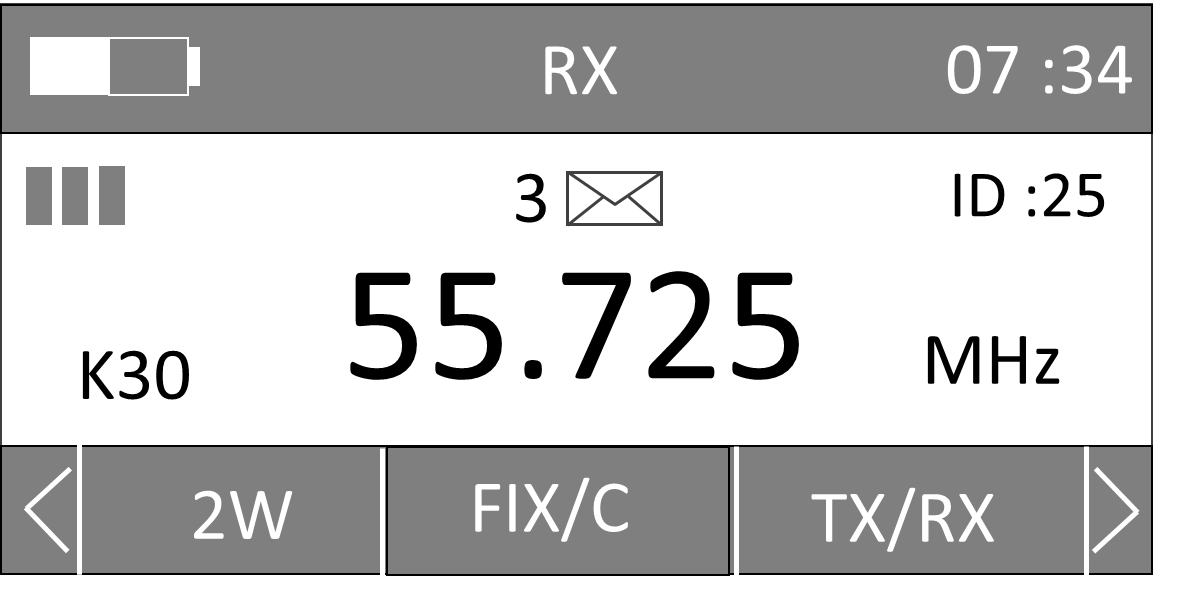 RX 07 :34
3 ID :25
55.725
K30 MHz
2W FIX/C TX/RX